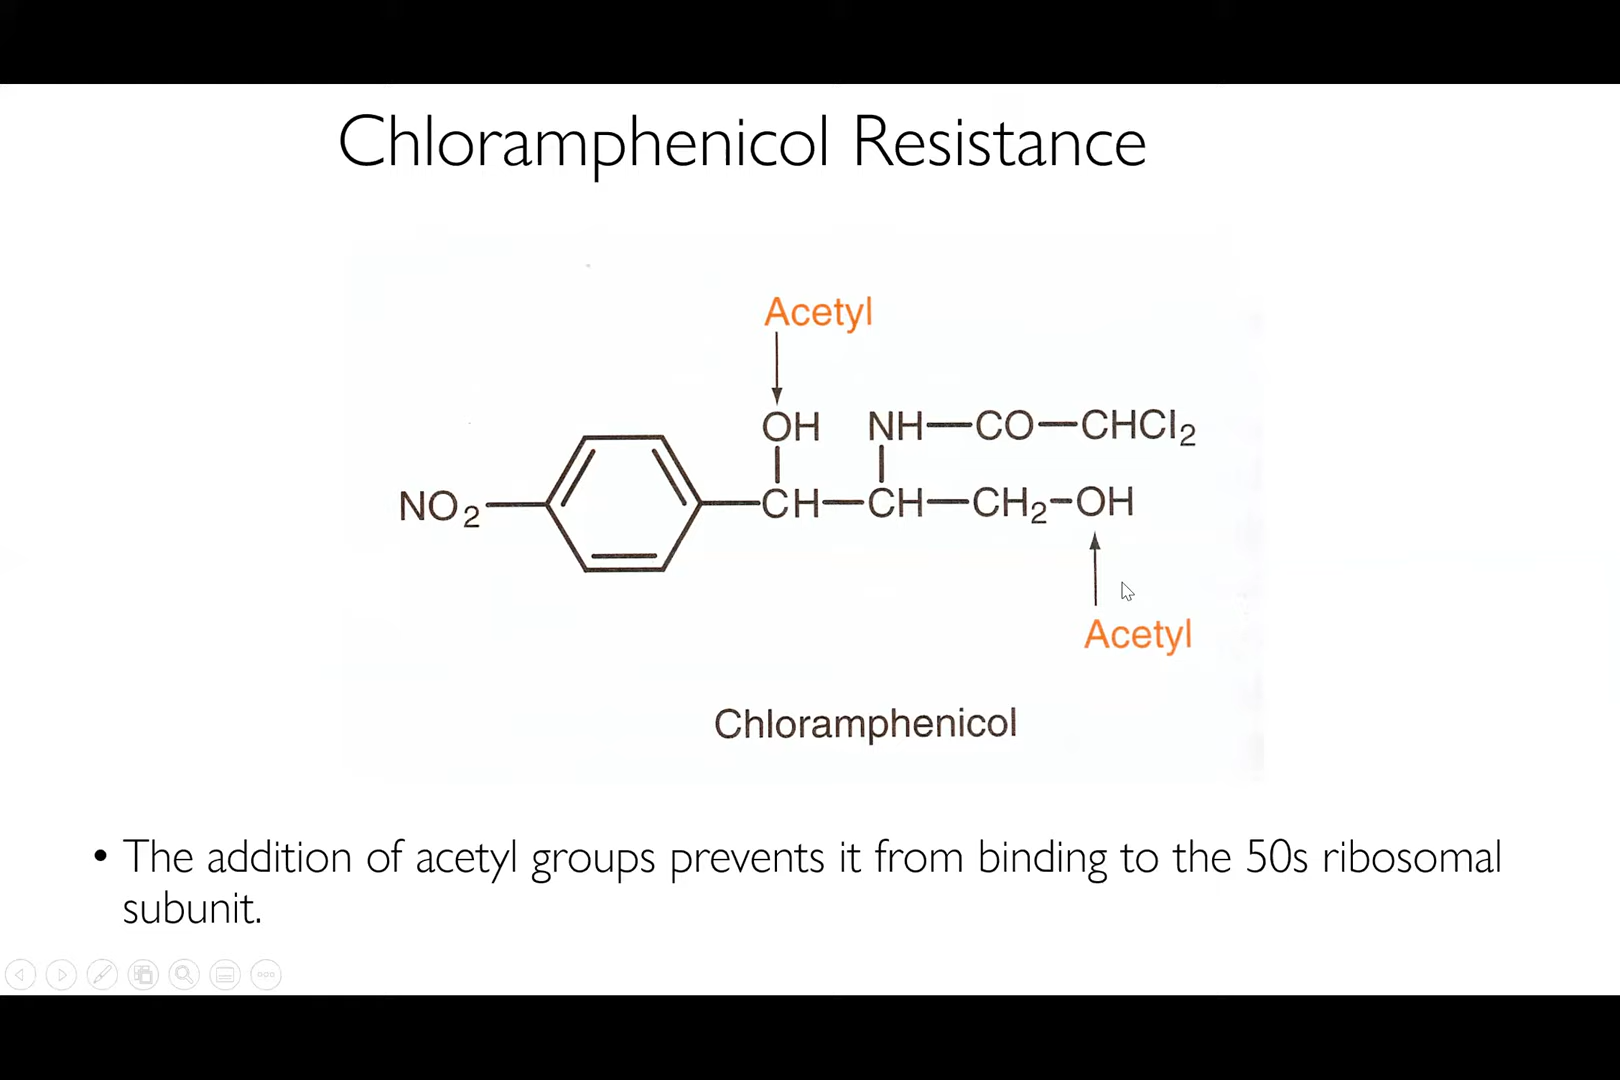 Chloramphenicol Resistance
Acetyl
OH NH—CO—CHCl₂
NO₂ CH—CH—CH₂—OH
Acetyl
Chloramphenicol
• The addition of acetyl groups prevents it from binding to the 50s ribosomal
subunit.